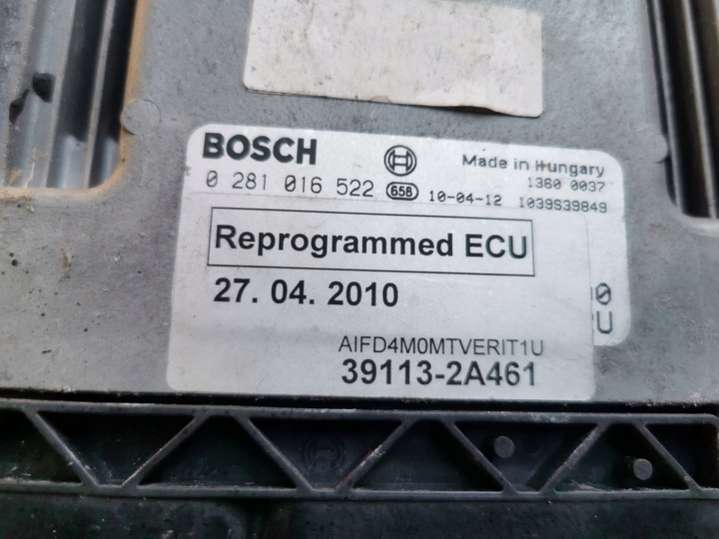 BOSCH
Made in Hungary
0 281 016 522 658 10-04-12 1360 0037
1039S39849
Reprogrammed ECU
27. 04. 2010
AIFD4M0MTVERIT1U
39113-2A461
0
U